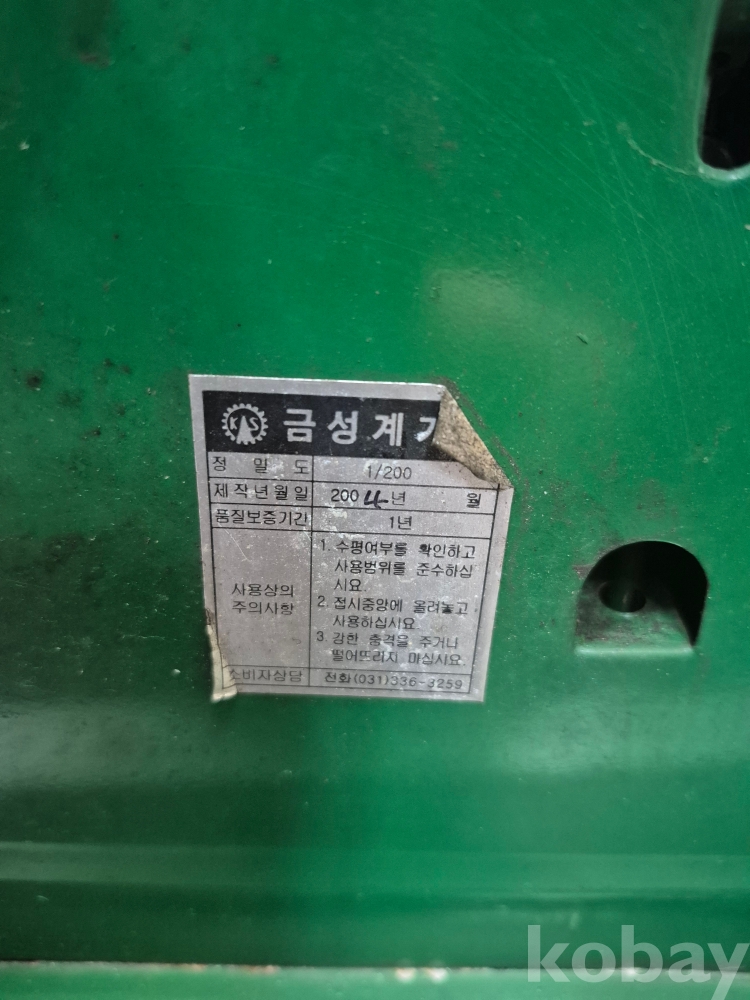 KS 금성계
정 밀 도 1/200
제작년월일 2004년 월
품질보증기간 1년
사용상의
주의사항
1. 수평여부를 확인하고
사용범위를 준수하십
시요.
2. 접시중앙에 올려놓고
사용하십시요
3. 강한 충격을 주거나
떨어뜨리지 마십시요.
소비자상담 전화(031)336-3259
kobay